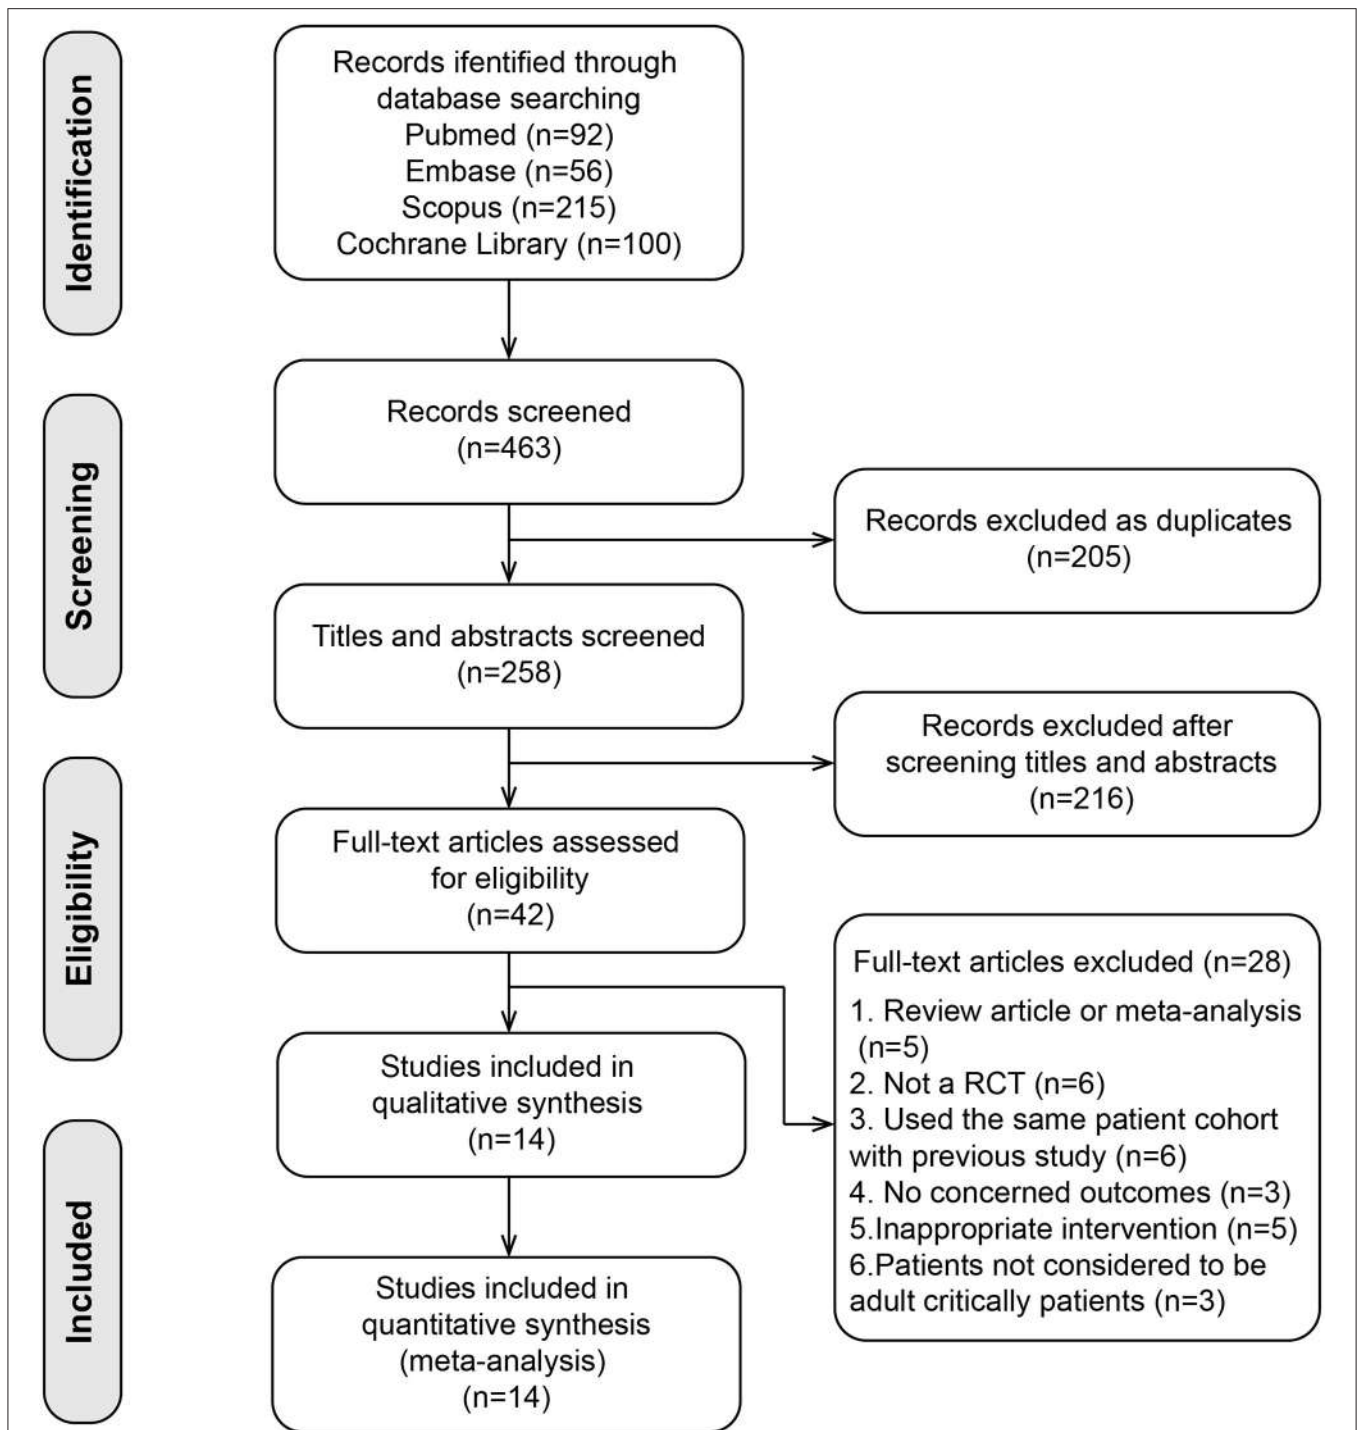 Identification
Records ifentified through
database searching
Pubmed (n=92)
Embase (n=56)
Scopus (n=215)
Cochrane Library (n=100)
Screening
Records screened
(n=463)
Records excluded as duplicates
(n=205)
Titles and abstracts screened
(n=258)
Records excluded after
screening titles and abstracts
(n=216)
Eligibility
Full-text articles assessed
for eligibility
(n=42)
Full-text articles excluded (n=28)
1. Review article or meta-analysis
(n=5)
2. Not a RCT (n=6)
3. Used the same patient cohort
with previous study (n=6)
4. No concerned outcomes (n=3)
5.Inappropriate intervention (n=5)
6.Patients not considered to be
adult critically patients (n=3)
Studies included in
qualitative synthesis
(n=14)
Included
Studies included in
quantitative synthesis
(meta-analysis)
(n=14)